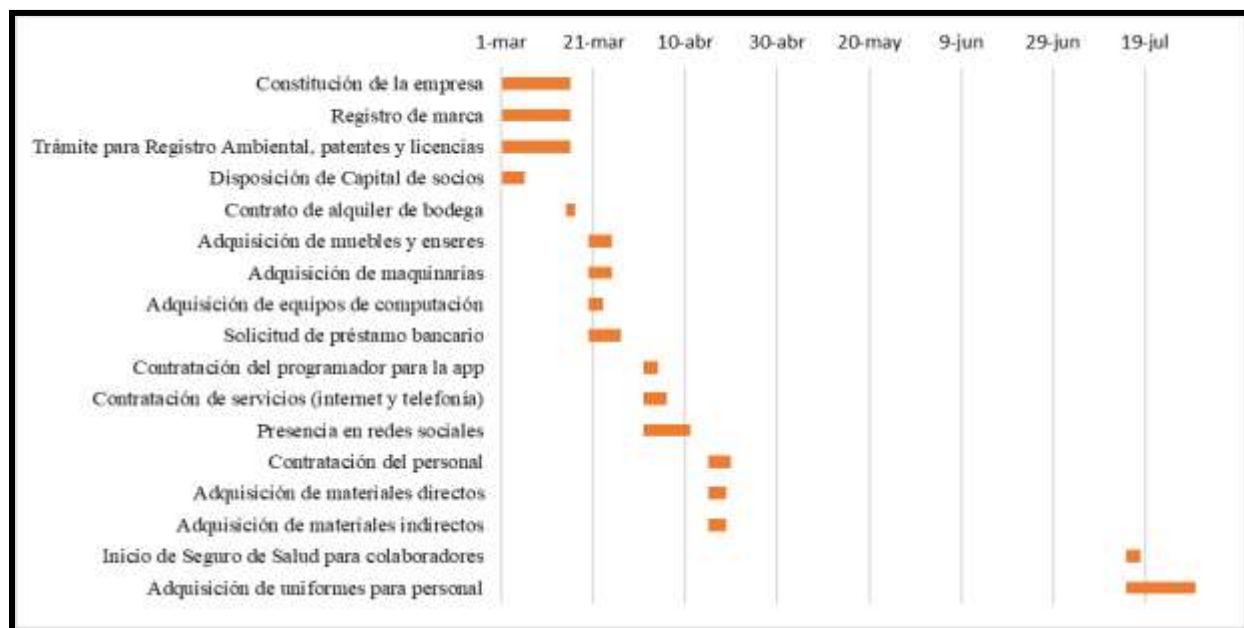 1-mar 21-mar 10-abr 30-abr 20-may 9-jun 29-jun 19-jul
Constitución de la empresa
Registro de marca
Trámite para Registro Ambiental, patentes y licencias
Disposición de Capital de socios
Contrato de alquiler de bodega
Adquisición de muebles y enseres
Adquisición de maquinarias
Adquisición de equipos de computación
Solicitud de préstamo bancario
Contratación del programador para la app
Contratación de servicios (internet y telefonía)
Presencia en redes sociales
Contratación del personal
Adquisición de materiales directos
Adquisición de materiales indirectos
Inicio de Seguro de Salud para colaboradores
Adquisición de uniformes para personal